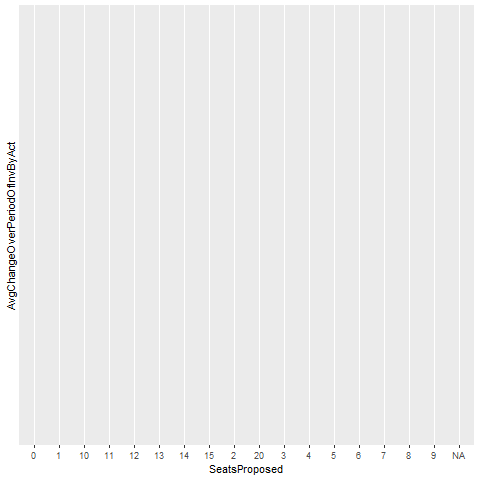 AvgChangeOverPeriodOfInvByAct
0 1 10 11 12 13 14 15 2 20 3 4 5 6 7 8 9 NA
SeatsProposed